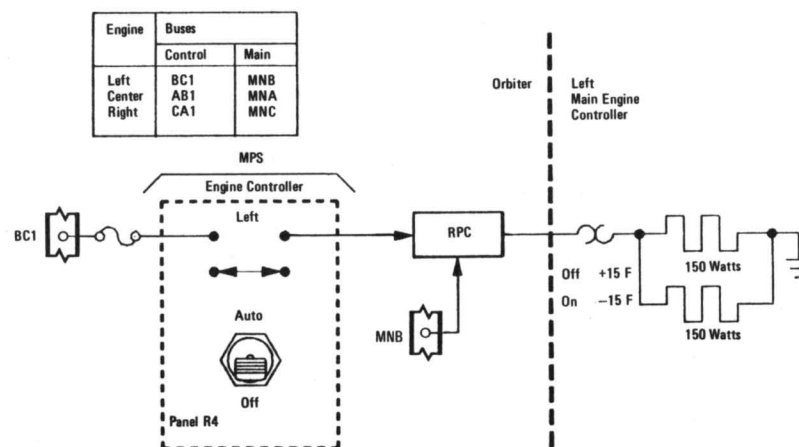 Engine Buses
Control Main
Left BC1 MNB
Center AB1 MNA
Right CA1 MNC
Orbiter
Left
Main Engine
Controller
MPS
Engine Controller
Left
BC1
RPC
150 Watts
Off +15 F
On −15 F
Auto
MNB
150 Watts
Off
Panel R4